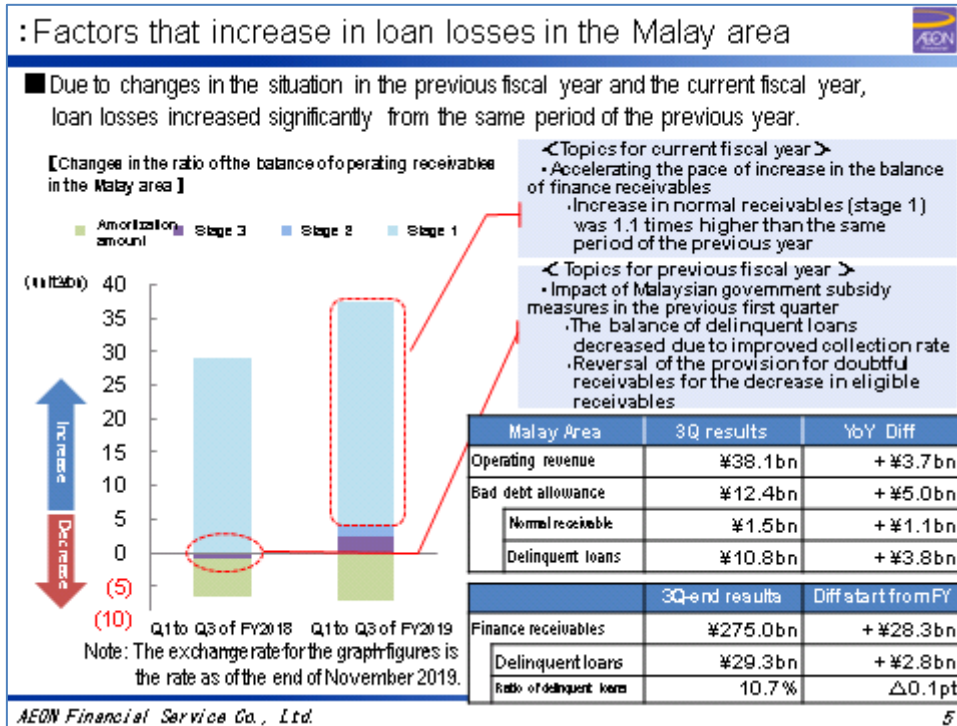 :Factors that increase in loan losses in the Malay area
AEON
Financial
■Due to changes in the situation in the previous fiscal year and the current fiscal year,
loan losses increased significantly from the same period of the previous year.
【Changes in the ratio of the balance of operating receivables
in the Malay area】
Amortization amount
Stage 3
Stage 2
Stage 1
40
35
30
25
20
15
10
5
0
(5)
(10)
Increase
Decrease
Q1 to Q3 of FY2018
Q1 to Q3 of FY2019
Note: The exchange rate for the graph figures is
the rate as of the end of November 2019.
<Topics for current fiscal year>
・Accelerating the pace of increase in the balance
of finance receivables
・Increase in normal receivables (stage 1)
was 1.1 times higher than the same
period of the previous year
<Topics for previous fiscal year>
・Impact of Malaysian government subsidy
measures in the previous first quarter
・The balance of delinquent loans
decreased due to improved collection rate
・Reversal of the provision for doubtful
receivables for the decrease in eligible
receivables
Malay Area 3Q results YoY Diff
Operating revenue ¥38.1bn +¥3.7bn
Bad debt allowance ¥12.4bn +¥5.0bn
Normal receivable ¥1.5bn +¥1.1bn
Delinquent loans ¥10.8bn +¥3.8bn
3Q-end results Diff start from FY
Finance receivables ¥275.0bn +¥28.3bn
Delinquent loans ¥29.3bn +¥2.8bn
Ratio of delinquent loans 10.7% △0.1pt
AEON Financial Service Co., Ltd.
5